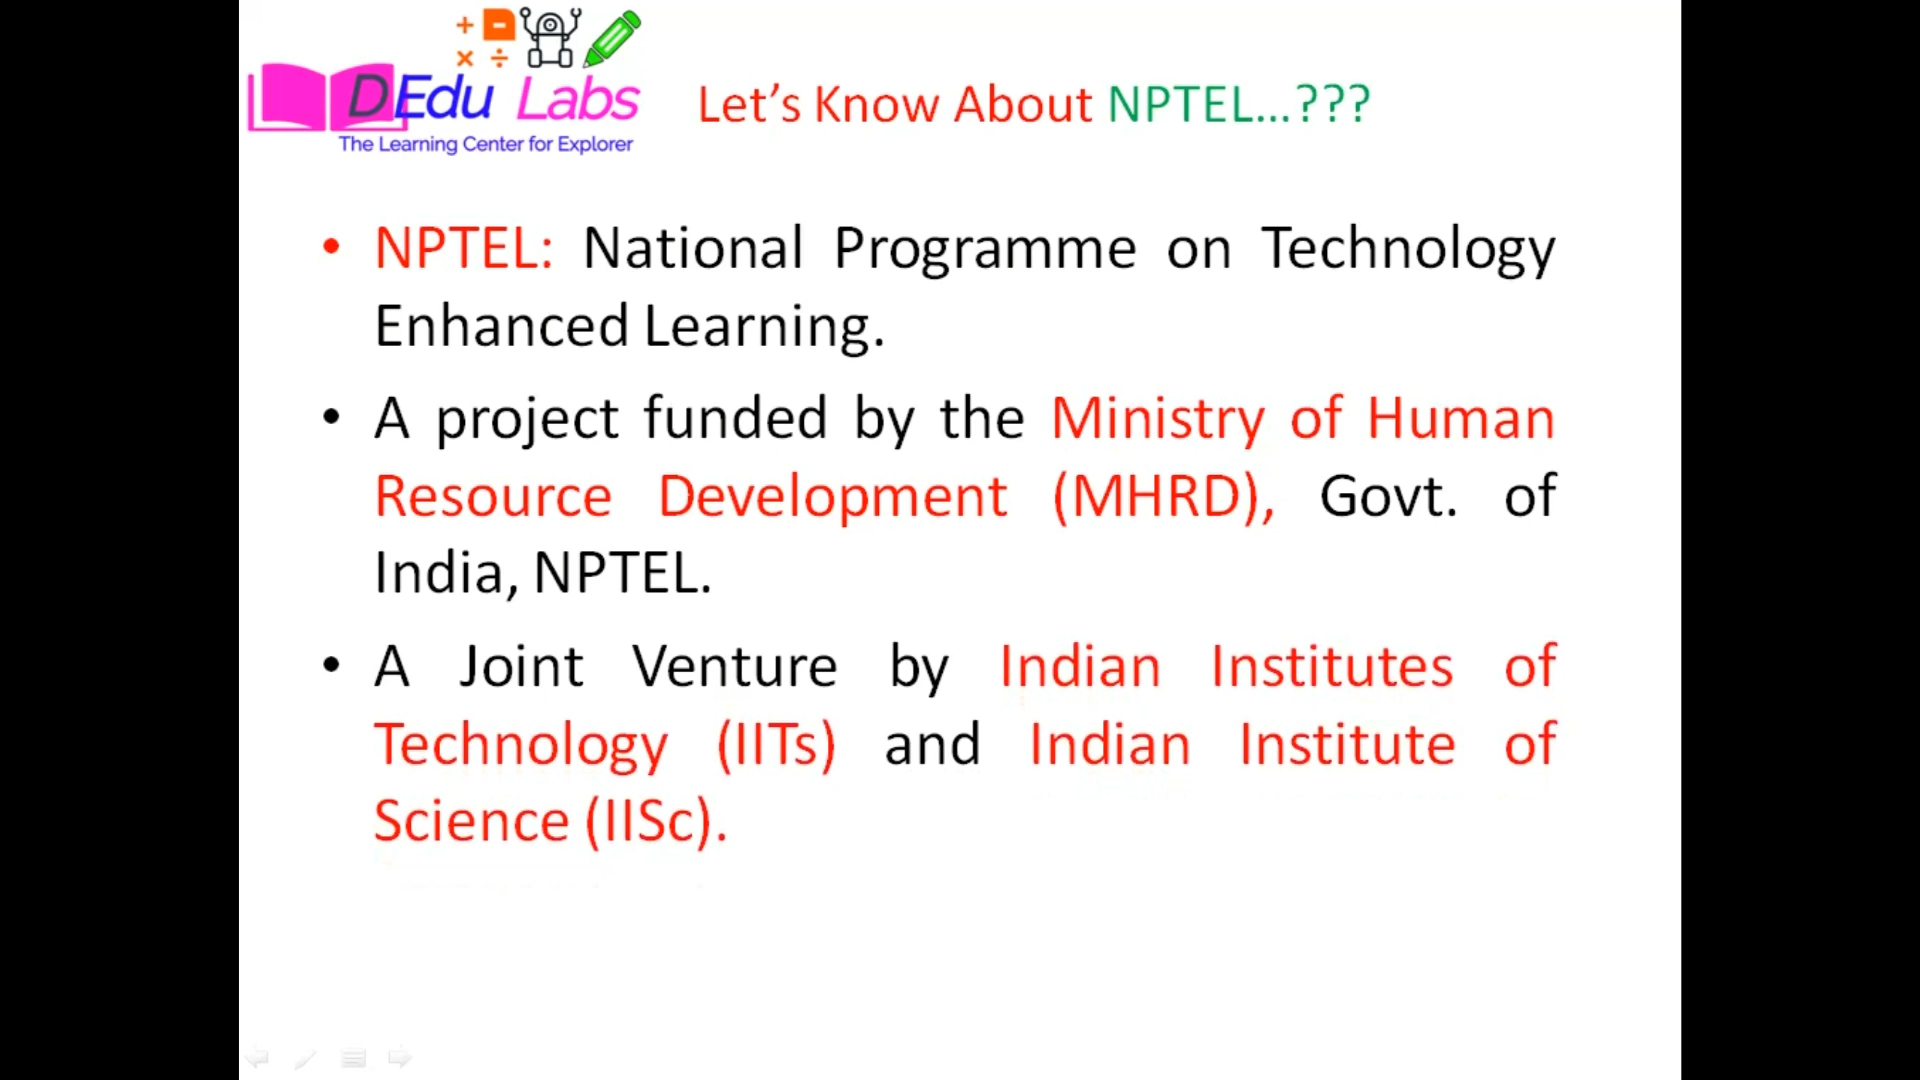 DEdu Labs
The Learning Center for Explorer
Let's Know About NPTEL...???
• NPTEL: National Programme on Technology
Enhanced Learning.
• A project funded by the Ministry of Human
Resource Development (MHRD), Govt. of
India, NPTEL.
• A Joint Venture by Indian Institutes of
Technology (IITs) and Indian Institute of
Science (IISc).